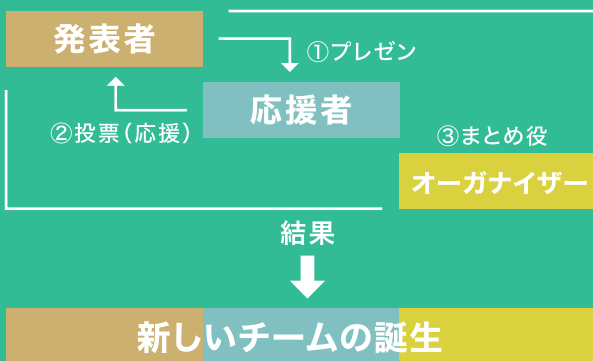 発表者
①プレゼン
応援者
②投票(応援)
③まとめ役
オーガナイザー
結果
新しいチームの誕生